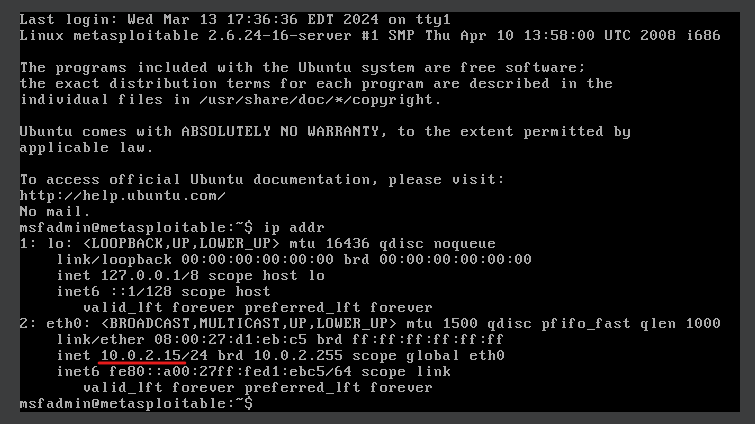 Last login: Wed Mar 13 17:36:36 EDT 2024 on tty1
Linux metasploitable 2.6.24-16-server #1 SMP Thu Apr 10 13:58:00 UTC 2008 i686
The programs included with the Ubuntu system are free software;
the exact distribution terms for each program are described in the
individual files in /usr/share/doc/*/copyright.
Ubuntu comes with ABSOLUTELY NO WARRANTY, to the extent permitted by
applicable law.
To access official Ubuntu documentation, please visit:
http://help.ubuntu.com/
No mail.
msfadmin@metasploitable:~$ ip addr
1: lo: <LOOPBACK,UP,LOWER_UP> mtu 16436 qdisc noqueue
link/loopback 00:00:00:00:00:00 brd 00:00:00:00:00:00
inet 127.0.0.1/8 scope host lo
inet6 ::1/128 scope host
valid_lft forever preferred_lft forever
2: eth0: <BROADCAST,MULTICAST,UP,LOWER_UP> mtu 1500 qdisc pfifo_fast qlen 1000
link/ether 08:00:27:d1:eb:c5 brd ff:ff:ff:ff:ff:ff
inet 10.0.2.15/24 brd 10.0.2.255 scope global eth0
inet6 fe80::a00:27ff:fed1:ebc5/64 scope link
valid_lft forever preferred_lft forever
msfadmin@metasploitable:~$